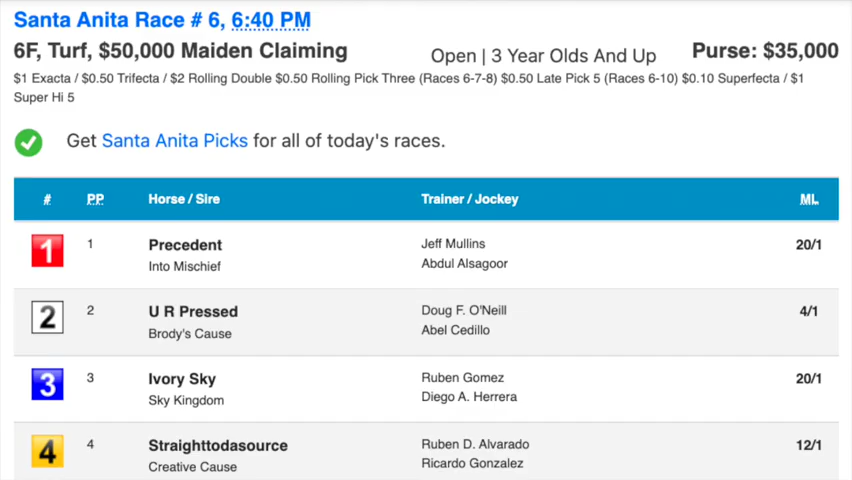 Santa Anita Race # 6, 6:40 PM
6F, Turf, $50,000 Maiden Claiming Open | 3 Year Olds And Up Purse: $35,000
$1 Exacta / $0.50 Trifecta / $2 Rolling Double $0.50 Rolling Pick Three (Races 6-7-8) $0.50 Late Pick 5 (Races 6-10) $0.10 Superfecta / $1
Super Hi 5
Get Santa Anita Picks for all of today's races.
# PP Horse / Sire Trainer / Jockey ML
1 1 Precedent Jeff Mullins 20/1
Into Mischief Abdul Alsagoor
2 2 U R Pressed Doug F. O'Neill 4/1
Brody's Cause Abel Cedillo
3 3 Ivory Sky Ruben Gomez 20/1
Sky Kingdom Diego A. Herrera
4 4 Straighttodasource Ruben D. Alvarado 12/1
Creative Cause Ricardo Gonzalez